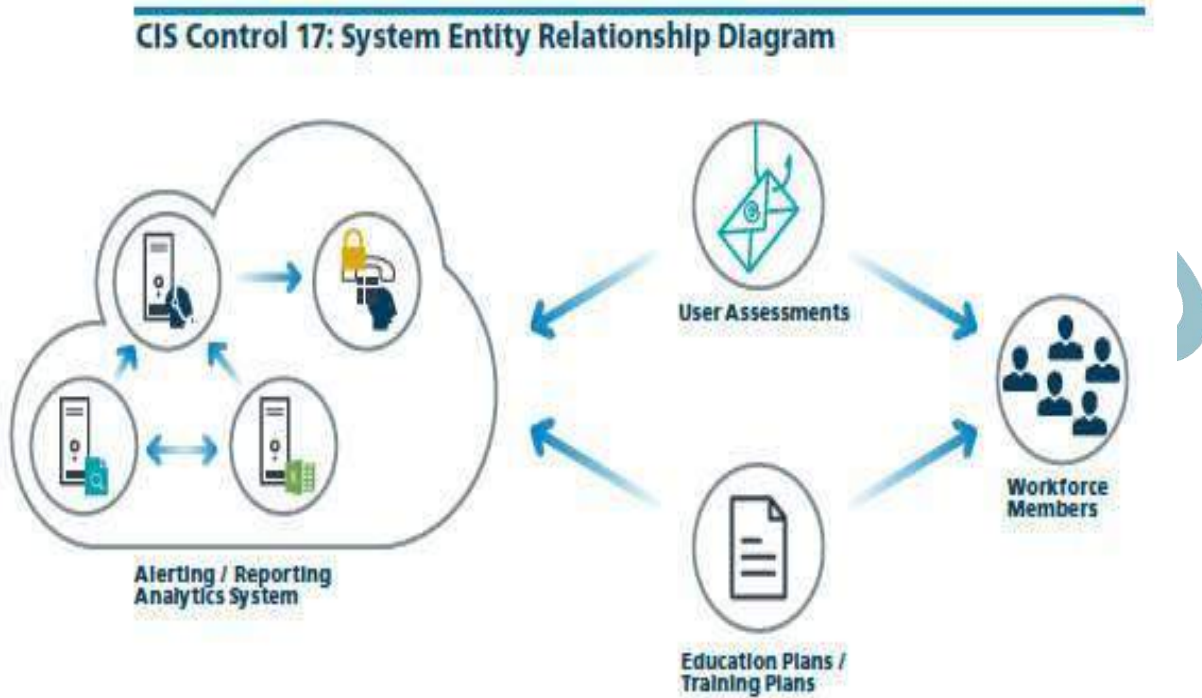 CIS Control 17: System Entity Relationship Diagram
User Assessments
Workforce
Members
Alerting / Reporting
Analytics System
Education Plans /
Training Plans